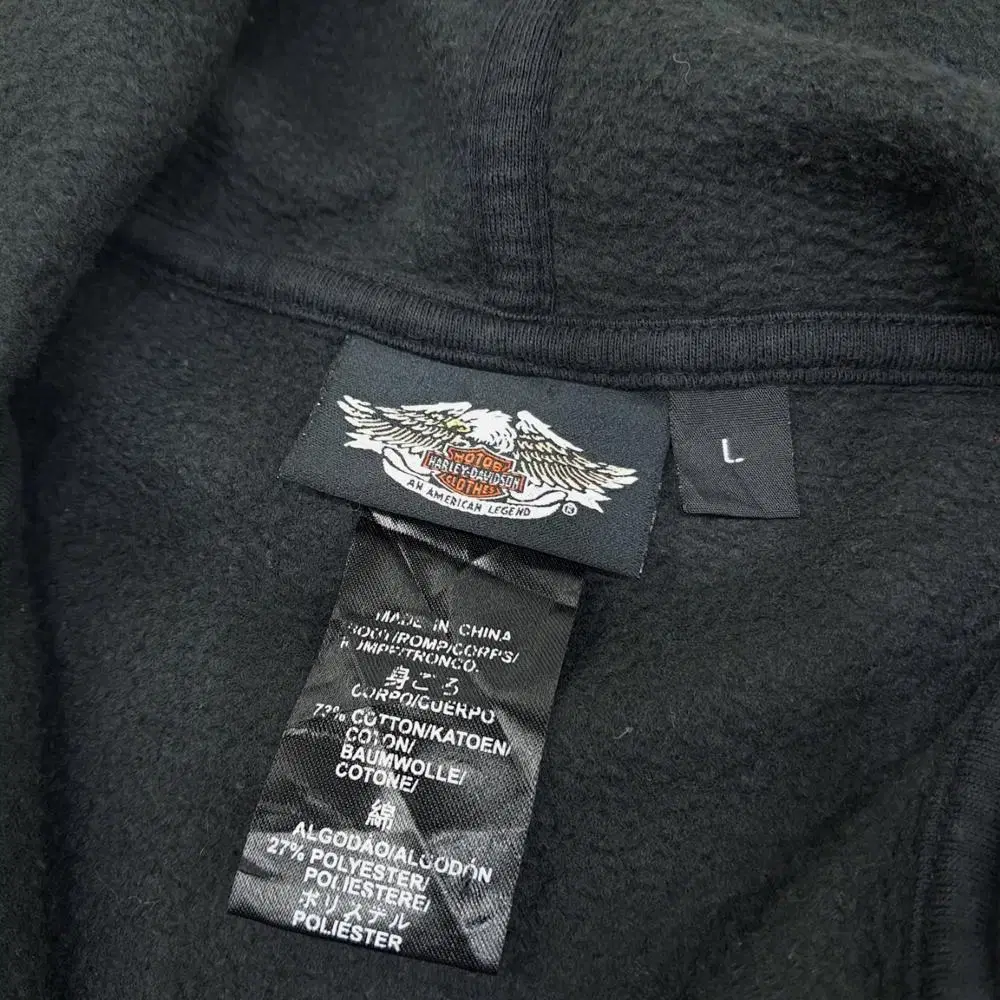 MOTOR
HARLEY-DAVIDSON
CLOTHES
AN AMERICAN LEGEND
®
L
MADE IN CHINA
BODY/ROMP/CORPS/
RUMPF/TRONCO.
身ごろ
CORPO/CUERPO
73% COTTON/KATOEN/
COTON/
BAUMWOLLE/
COTONE/
綿
ALGODÃO/ALGODÓN
27% POLYESTER/
POLIESTERE/
ポリエステル
POLIÉSTER